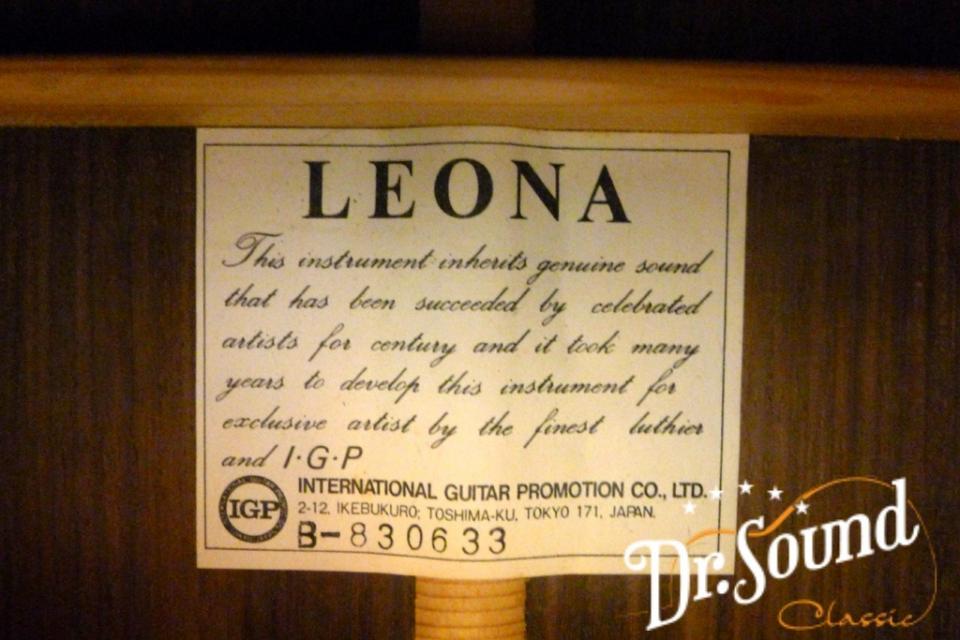 LEONA
This instrument inherits genuine sound
that has been succeeded by celebrated
artists for century and it took many
years to develop this instrument for
exclusive artist by the finest luthier
and I·G·P
IGP
INTERNATIONAL GUITAR PROMOTION CO., LTD.
2-12, IKEBUKURO; TOSHIMA-KU, TOKYO 171, JAPAN.
B-830633
Dr.Sound
Classic